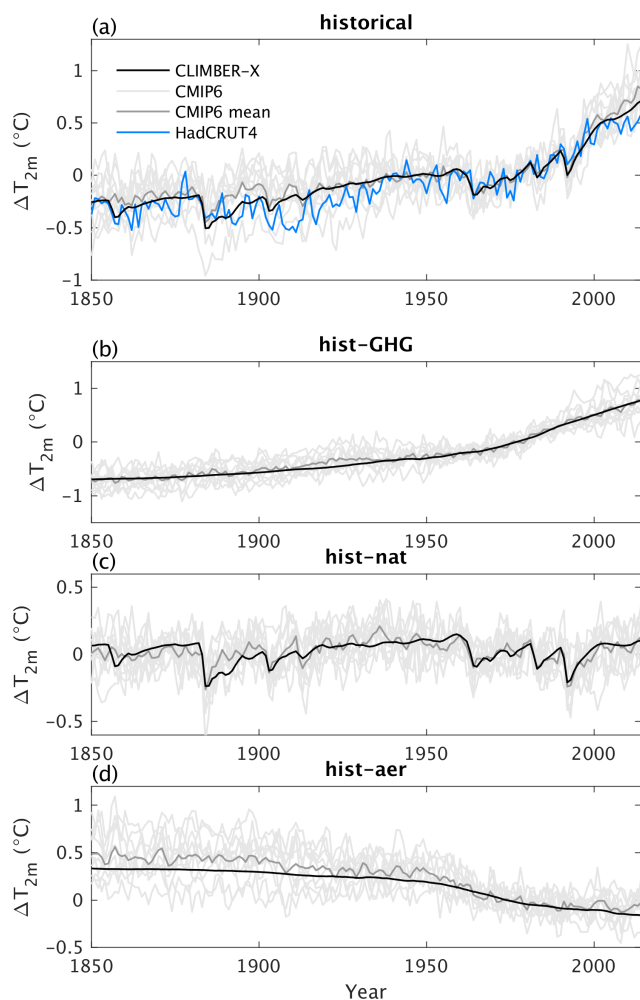 (a)
historical
CLIMBER-X
CMIP6
CMIP6 mean
HadCRUT4
1
0.5
0
-0.5
-1
ΔT2m (°C)
1850 1900 1950 2000
(b)
hist-GHG
1
0
-1
ΔT2m (°C)
1850 1900 1950 2000
(c)
hist-nat
0.5
0
-0.5
ΔT2m (°C)
1850 1900 1950 2000
(d)
hist-aer
1
0.5
0
-0.5
ΔT2m (°C)
1850 1900 1950 2000
Year